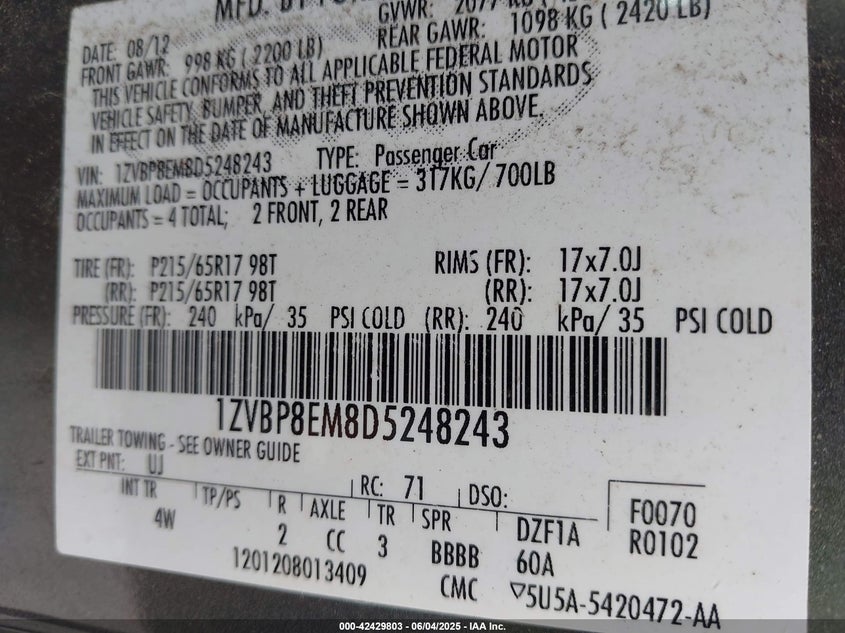 MFD. BY
GVWR:
DATE: 08/12
FRONT GAWR: 998 KG ( 2200 LB) REAR GAWR: 1098 KG ( 2420 LB)
THIS VEHICLE CONFORMS TO ALL APPLICABLE FEDERAL MOTOR
VEHICLE SAFETY, BUMPER, AND THEFT PREVENTION STANDARDS
IN EFFECT ON THE DATE OF MANUFACTURE SHOWN ABOVE.
VIN: 1ZVBP8EM8D5248243 TYPE: Passenger Car
MAXIMUM LOAD = OCCUPANTS + LUGGAGE = 317KG/ 700LB
OCCUPANTS = 4 TOTAL; 2 FRONT, 2 REAR
TIRE (FR): P215/65R17 98T RIMS (FR): 17x7.0J
(RR): P215/65R17 98T (RR): 17x7.0J
PRESSURE (FR): 240 kPa/ 35 PSI COLD (RR): 240 kPa/ 35 PSI COLD
1ZVBP8EM8D5248243
TRAILER TOWING - SEE OWNER GUIDE
EXT PNT: UJ RC: 71 DSO:
INT TR TP/PS R AXLE TR SPR DZF1A F0070
4W 2 CC 3 BBBB 60A R0102
1201208013409 CMC ▽5U5A-5420472-AA
000-42429803 - 06/04/2025 - IAA Inc.